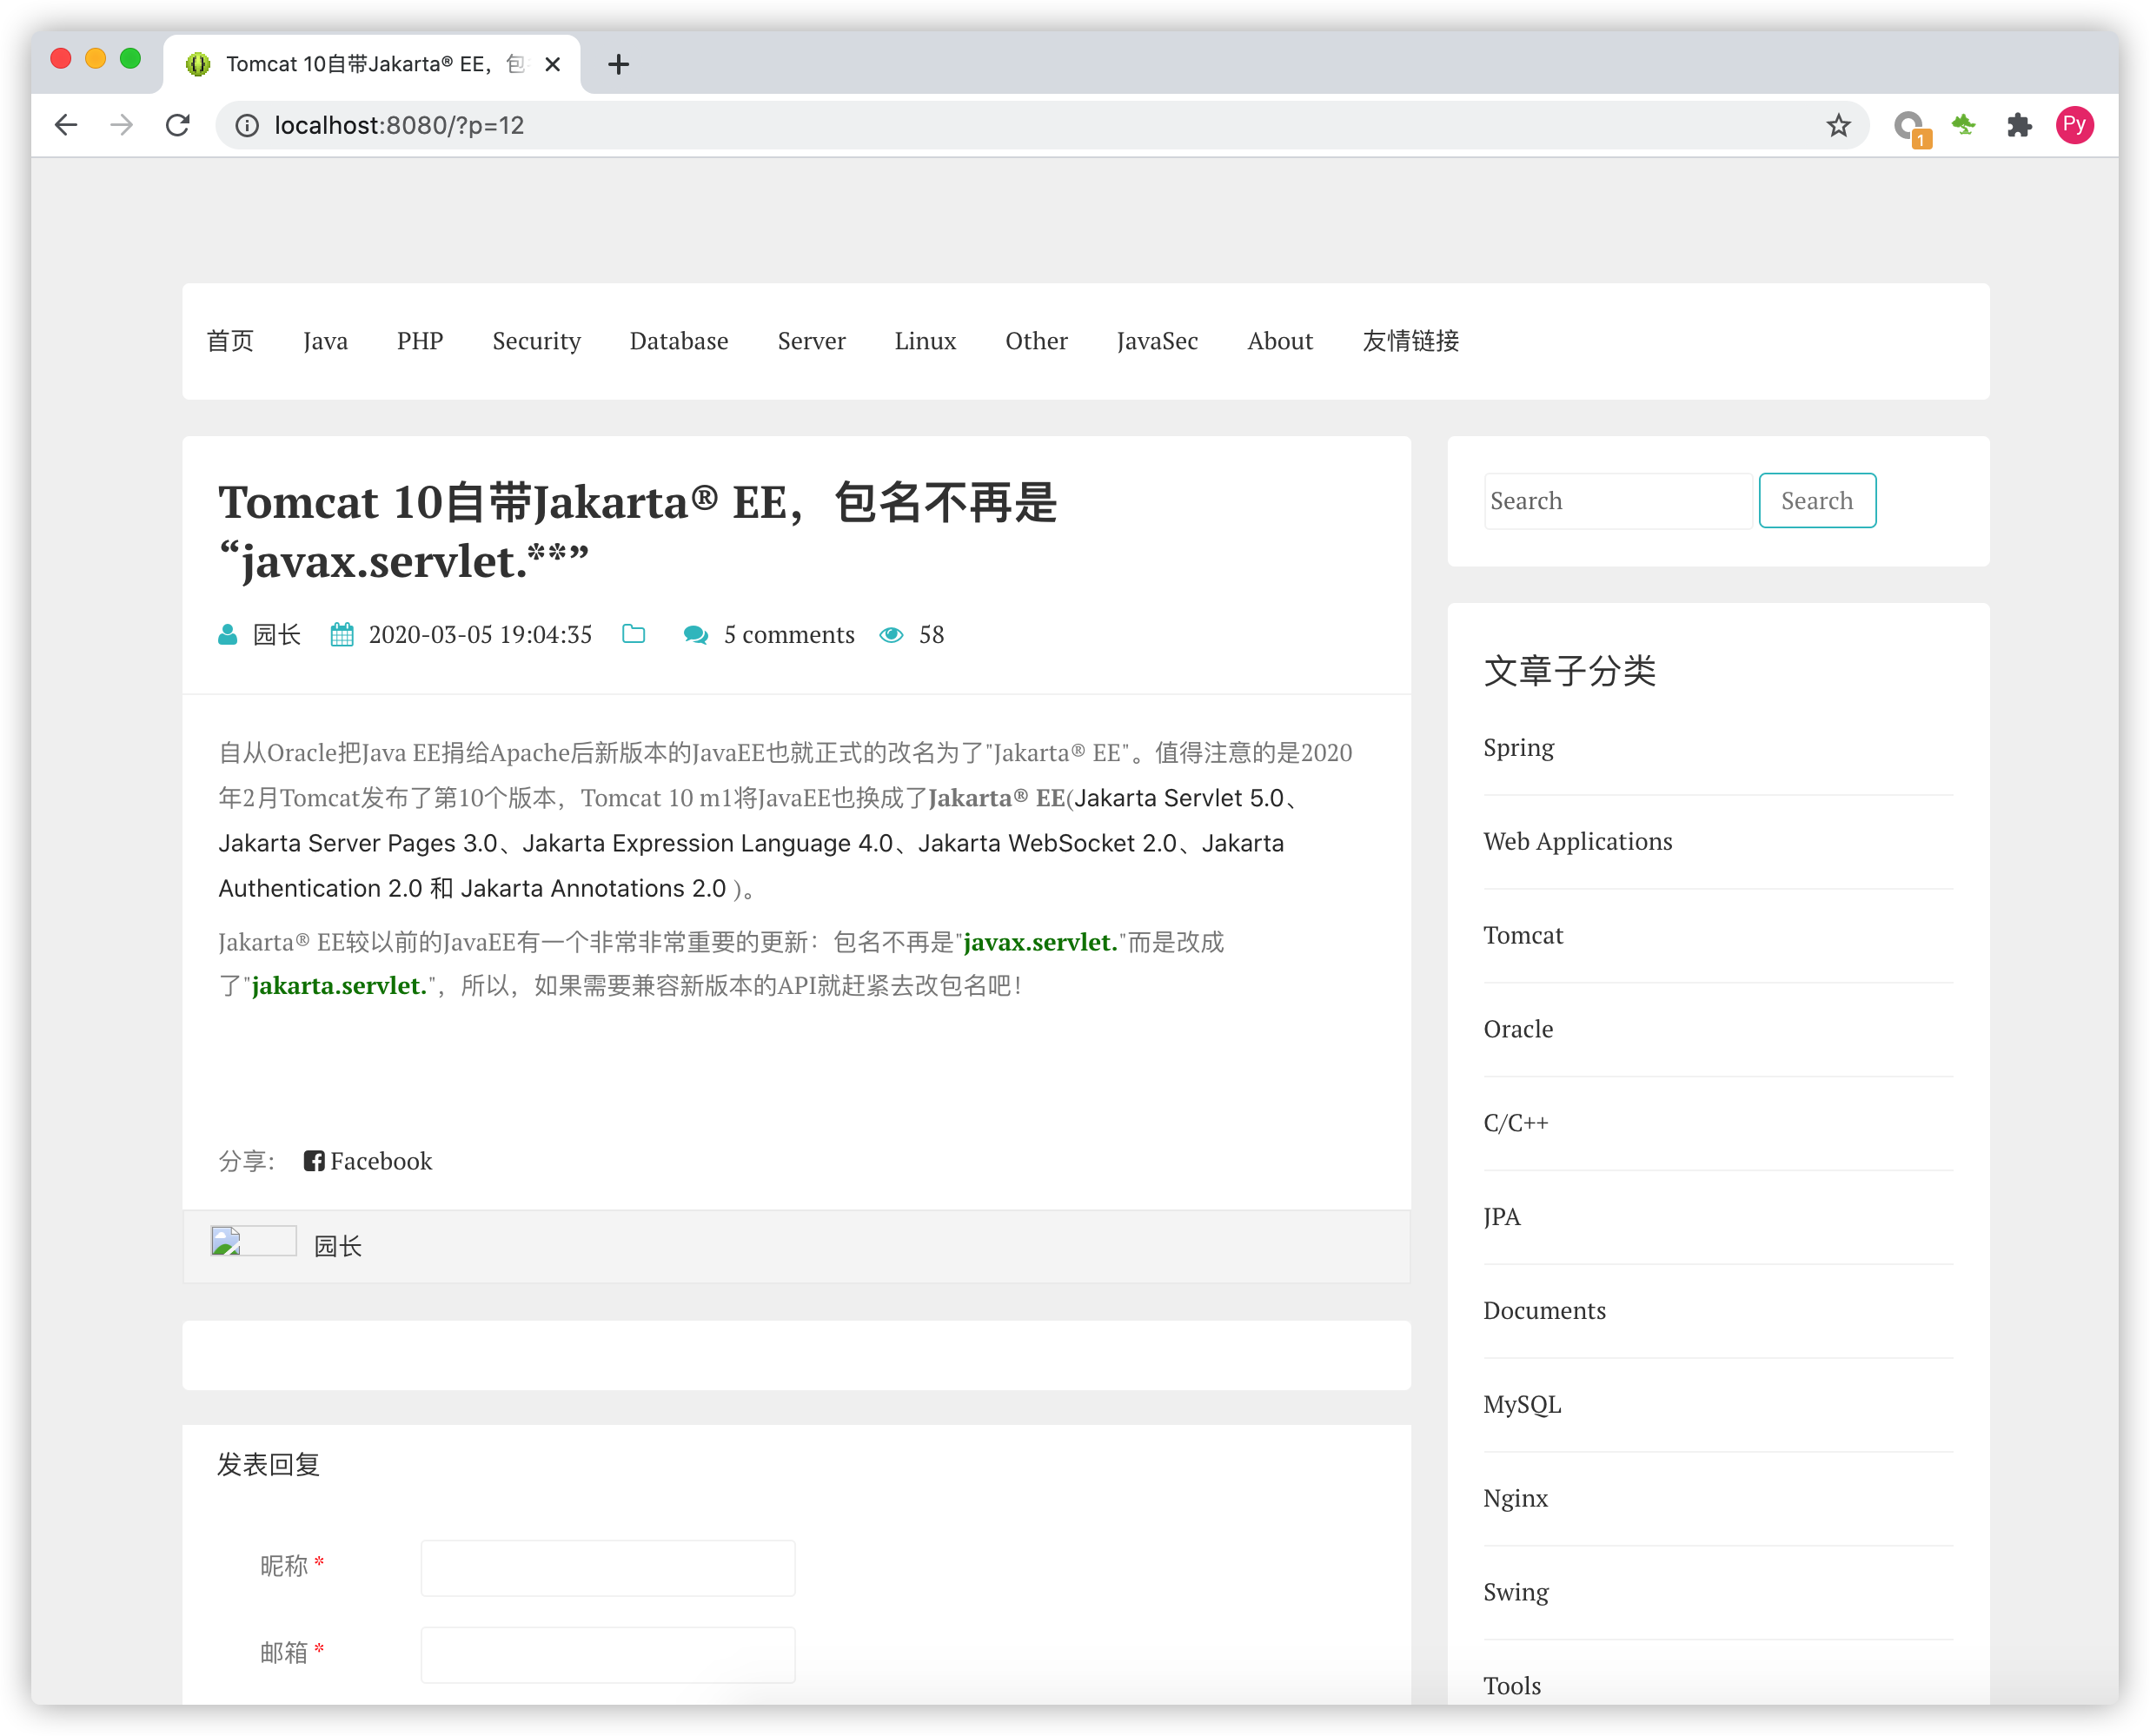 Tomcat 10自带Jakarta® EE，包
localhost:8080/?p=12
1
Py
首页 Java PHP Security Database Server Linux Other JavaSec About 友情链接
Tomcat 10自带Jakarta® EE，包名不再是
“javax.servlet.**”
园长 2020-03-05 19:04:35 5 comments 58
自从Oracle把Java EE捐给Apache后新版本的JavaEE也就正式的改名为了"Jakarta® EE"。值得注意的是2020
年2月Tomcat发布了第10个版本，Tomcat 10 m1将JavaEE也换成了Jakarta® EE(Jakarta Servlet 5.0、
Jakarta Server Pages 3.0、Jakarta Expression Language 4.0、Jakarta WebSocket 2.0、Jakarta
Authentication 2.0 和 Jakarta Annotations 2.0 )。
Jakarta® EE较以前的JavaEE有一个非常非常重要的更新：包名不再是"javax.servlet."而是改成
了"jakarta.servlet."，所以，如果需要兼容新版本的API就赶紧去改包名吧！
分享: Facebook
园长
发表回复
昵称 *
邮箱 *
Search Search
文章子分类
Spring
Web Applications
Tomcat
Oracle
C/C++
JPA
Documents
MySQL
Nginx
Swing
Tools